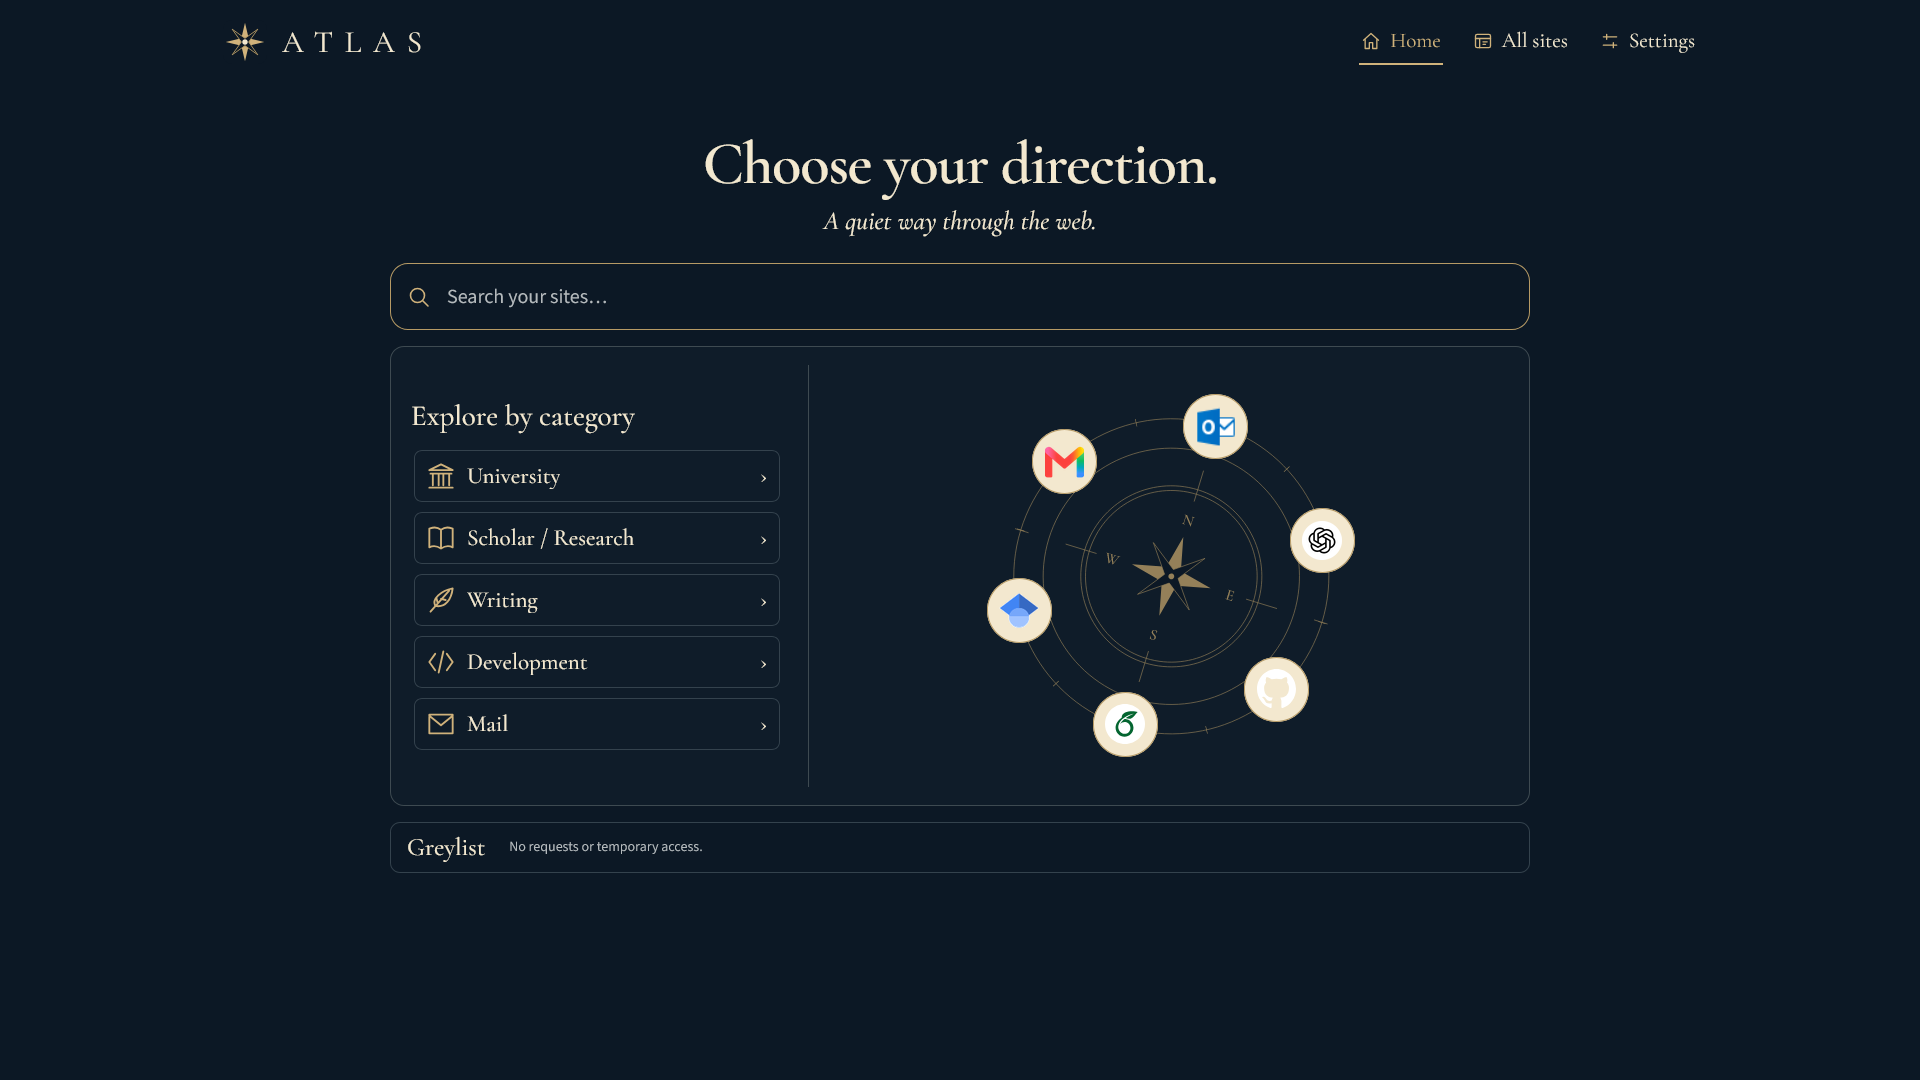 ATLAS
Home
All sites
Settings
Choose your direction.
A quiet way through the web.
Search your sites…
Explore by category
University
Scholar / Research
Writing
Development
Mail
N
W
E
S
Greylist
No requests or temporary access.